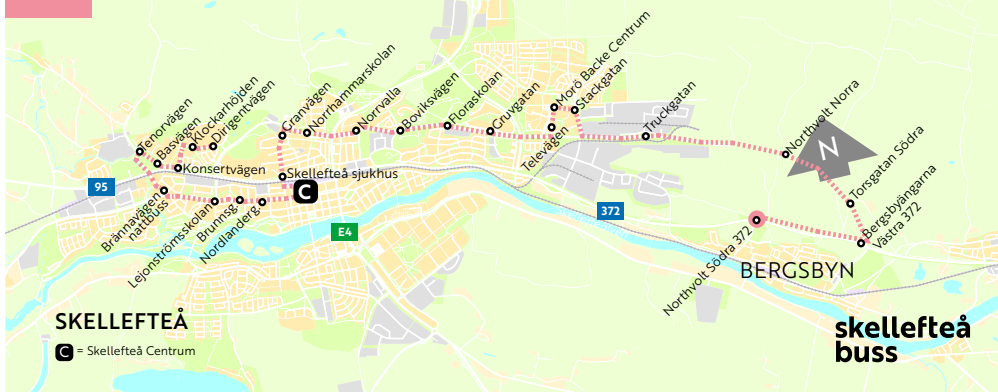 Tenorvägen
Basvägen
Klockarhöjden
Dirigentvägen
Konsertvägen
Granvägen
Norrhammarskolan
Norrvalla
Boviksvägen
Floraskolan
Gruvgatan
Morö Backe Centrum
Stackgatan
Televägen
Truckgatan
Northvolt Norra
N
Torsgatan Södra
Bergsbyängarna
Västra 372
Northvolt Södra 372
Skellefteå sjukhus
C
95
372
E4
Brännavägen
nattbuss
Lejonströmsskolan
Brunnsg
Nordlanderg
BERGSBYN
SKELLEFTEÅ
C = Skellefteå Centrum
skellefteå
buss